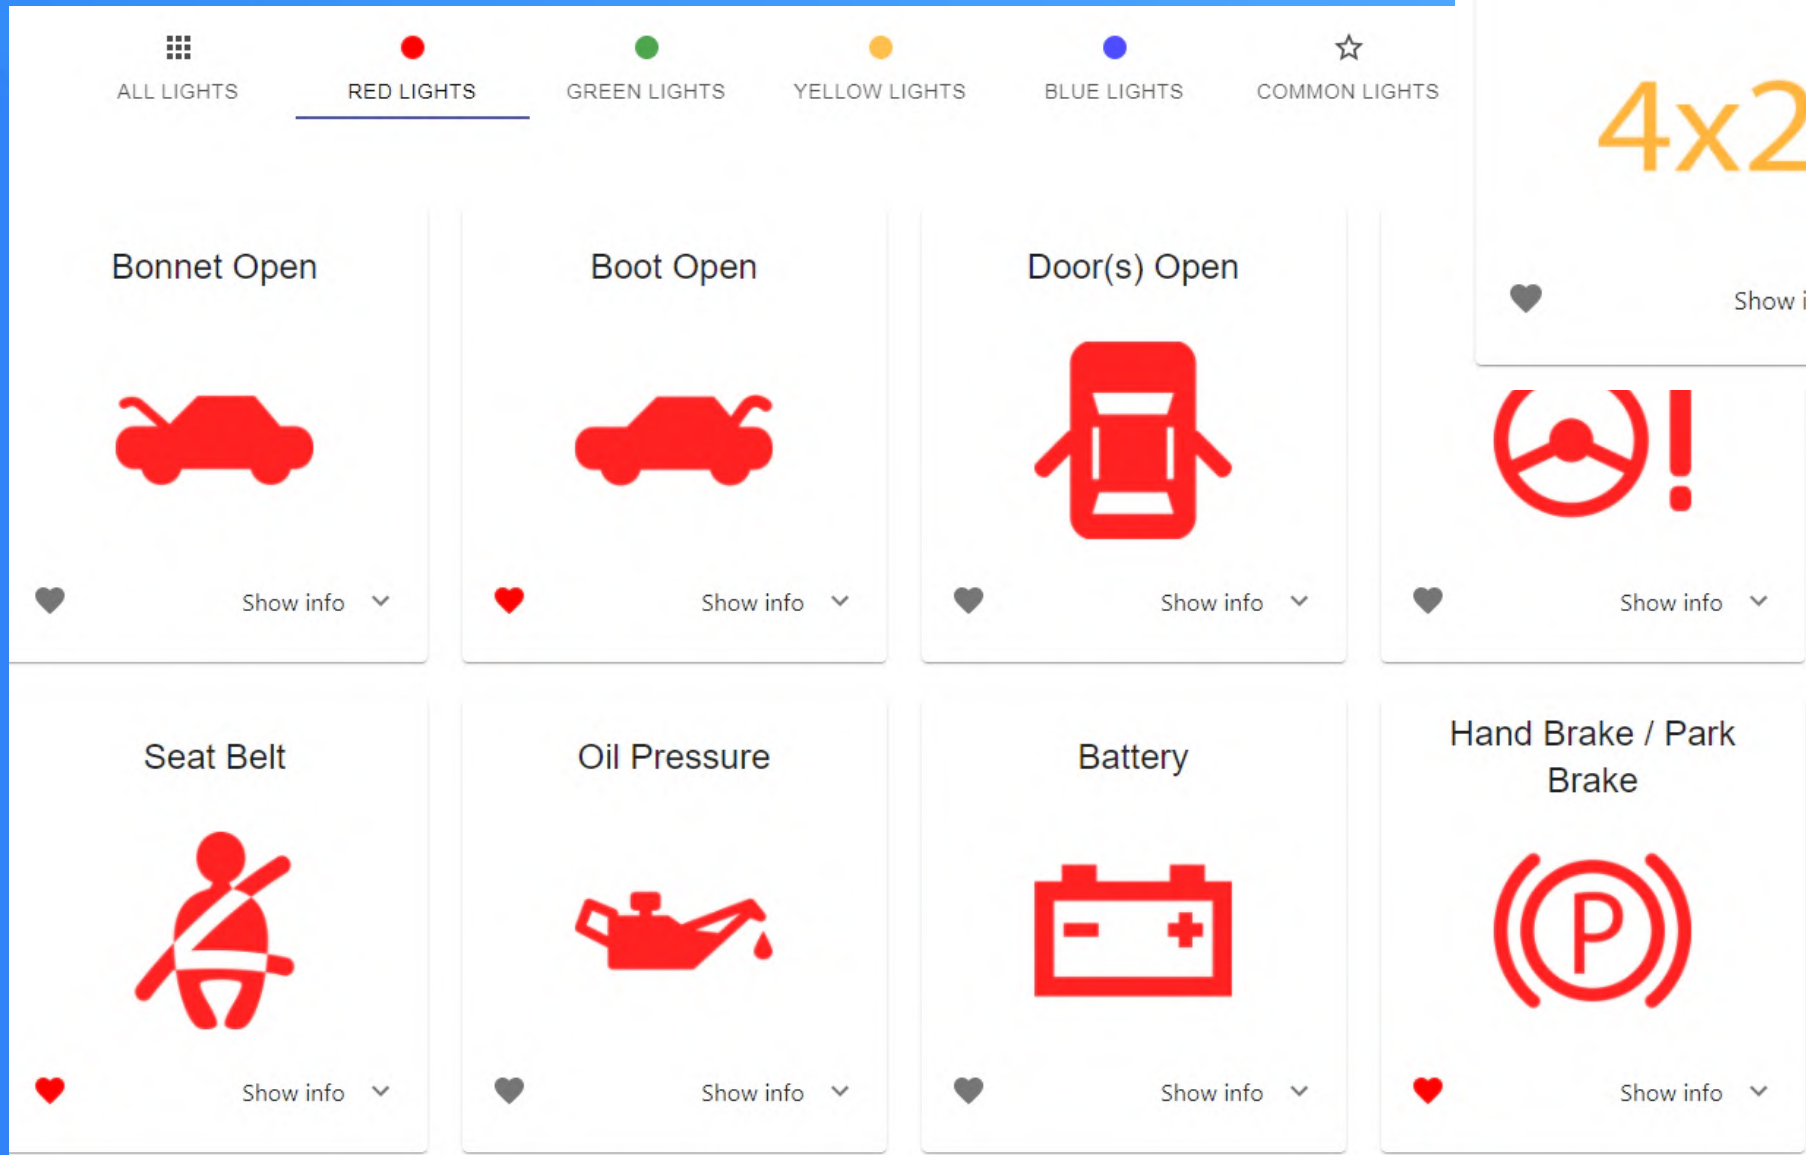 ALL LIGHTS
RED LIGHTS
GREEN LIGHTS
YELLOW LIGHTS
BLUE LIGHTS
COMMON LIGHTS
4x2
Show i
Bonnet Open
Show info
Boot Open
Show info
Door(s) Open
Show info
Show info
Seat Belt
Show info
Oil Pressure
Show info
Battery
Show info
Hand Brake / Park
Brake
P
Show info